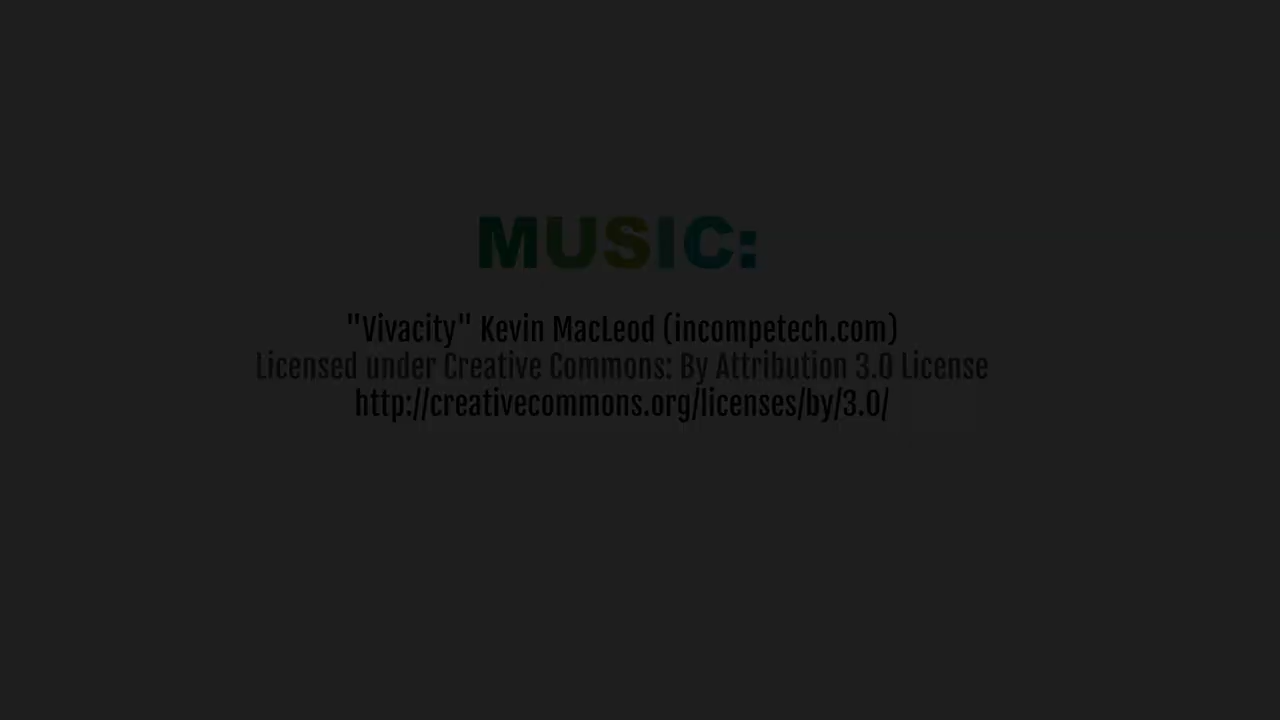 MUSIC:
"Vivacity" Kevin MacLeod (incompetech.com)
Licensed under Creative Commons: By Attribution 3.0 License
http://creativecommons.org/licenses/by/3.0/